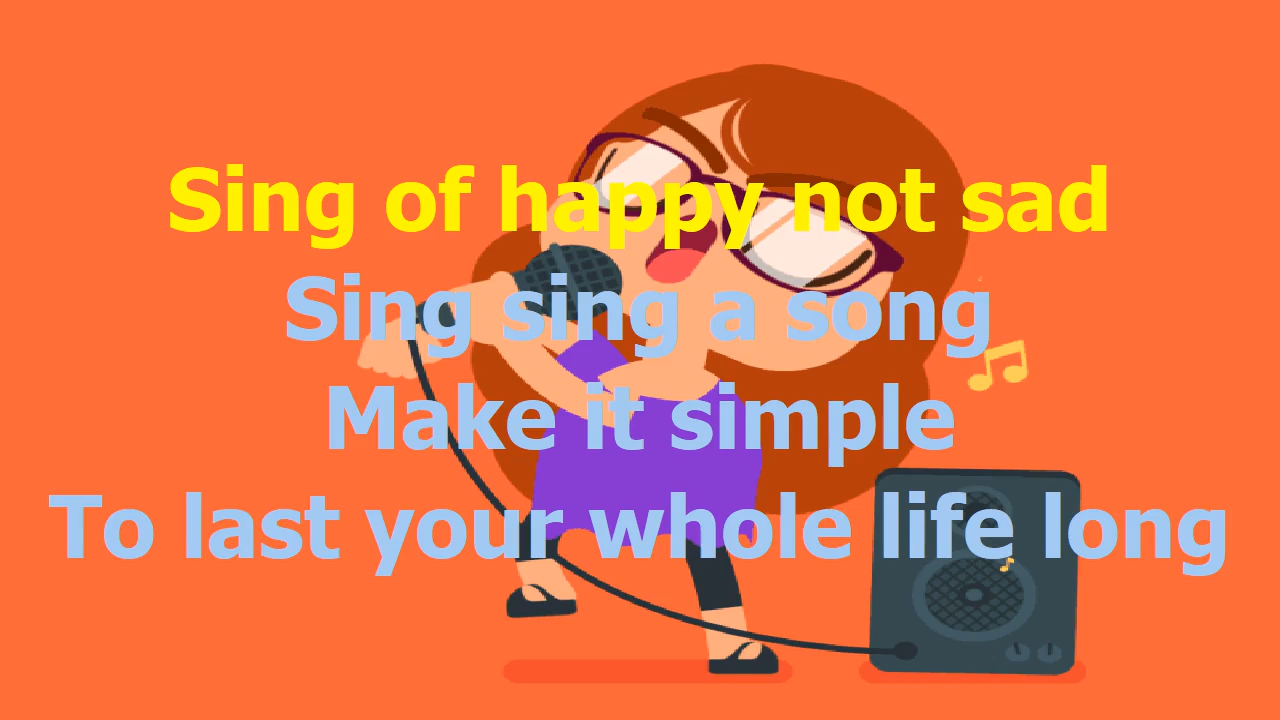 Sing of happy not sad
Sing sing a song
Make it simple
To last your whole life long